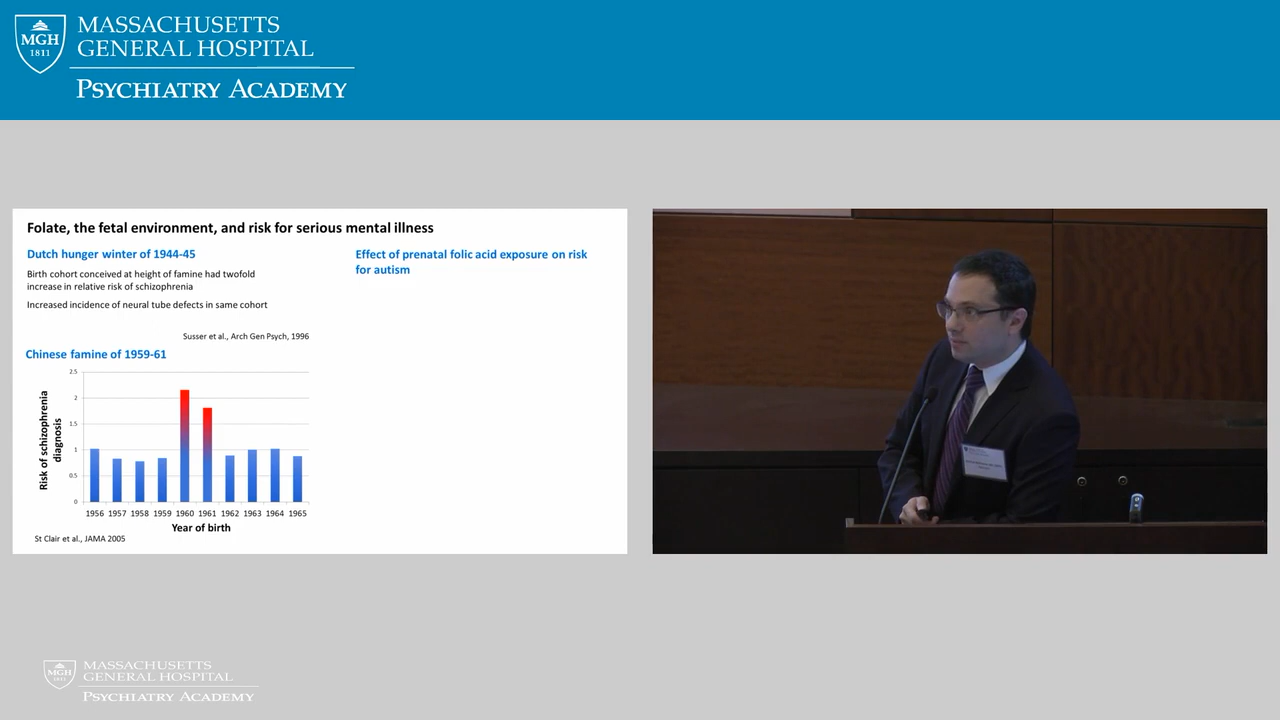 MASSACHUSETTS
GENERAL HOSPITAL
PSYCHIATRY ACADEMY
MGH
1811
Folate, the fetal environment, and risk for serious mental illness
Dutch hunger winter of 1944-45
Birth cohort conceived at height of famine had twofold
increase in relative risk of schizophrenia
Increased incidence of neural tube defects in same cohort
Susser et al., Arch Gen Psych, 1996
Effect of prenatal folic acid exposure on risk
for autism
Chinese famine of 1959-61
Risk of schizophrenia
diagnosis
2.5
2
1.5
1
0.5
0
1956 1957 1958 1959 1960 1961 1962 1963 1964 1965
Year of birth
St Clair et al., JAMA 2005
MGH
1811
MASSACHUSETTS
GENERAL HOSPITAL
PSYCHIATRY ACADEMY